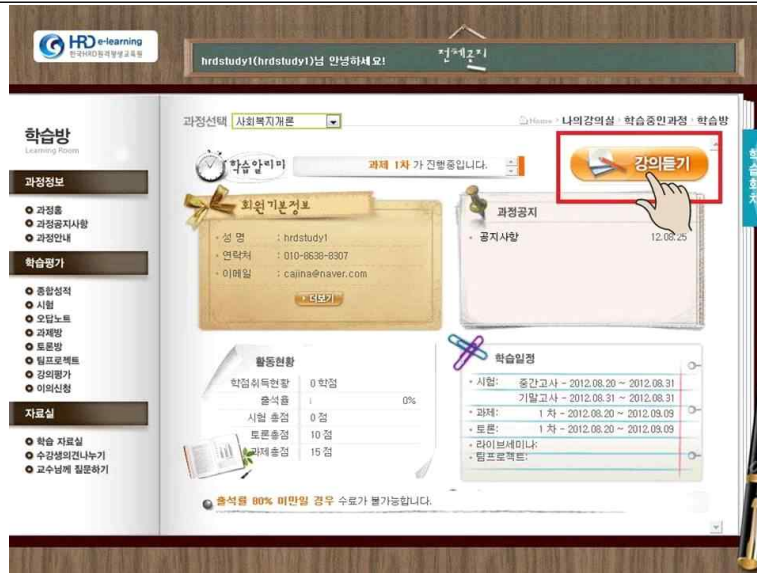 HRD e-learning
한국HRD원격평생교육원
hrdstudy1(hrdstudy1)님 안녕하세요!
전체공지
학습방
Learning Room
과정정보
과정홈
과정공지사항
과정안내
학습평가
종합성적
시험
오답노트
과제방
토론방
팀프로젝트
강의평가
이의신청
자료실
학습 자료실
수강생의견나누기
교수님께 질문하기
과정선택 사회복지개론
Home 나의강의실 학습중인과정 학습방
학습알리미
과제 1차 가 진행중입니다.
강의듣기
회원기본정보
성 명 : hrdstudy1
연락처 : 010-8638-8307
이메일 : cajina@naver.com
더보기
과정공지
공지사항 12.08.25
활동현황
학점취득현황 0 학점
출석률 : 0%
시험 총점 0 점
토론총점 10 점
과제총점 15 점
학습일정
시험: 중간고사 - 2012.08.20 ~ 2012.08.31
기말고사 - 2012.08.31 ~ 2012.08.31
과제: 1 차 - 2012.08.20 ~ 2012.09.09
토론: 1 차 - 2012.08.20 ~ 2012.09.09
라이브세미나:
팀프로젝트:
출석률 80% 미만일 경우 수료가 불가능합니다.
학습회차